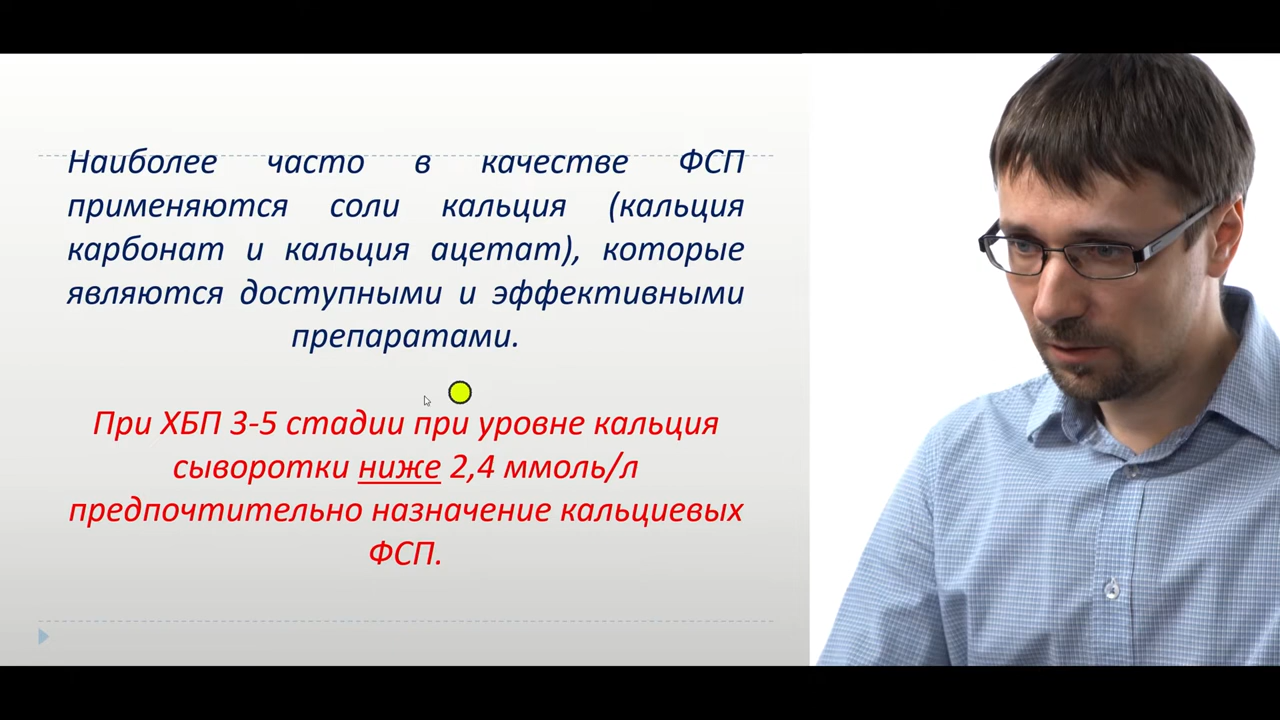 Наиболее часто в качестве ФСП
применяются соли кальция (кальция
карбонат и кальция ацетат), которые
являются доступными и эффективными
препаратами.
При ХБП 3-5 стадии при уровне кальция
сыворотки ниже 2,4 ммоль/л
предпочтительно назначение кальциевых
ФСП.